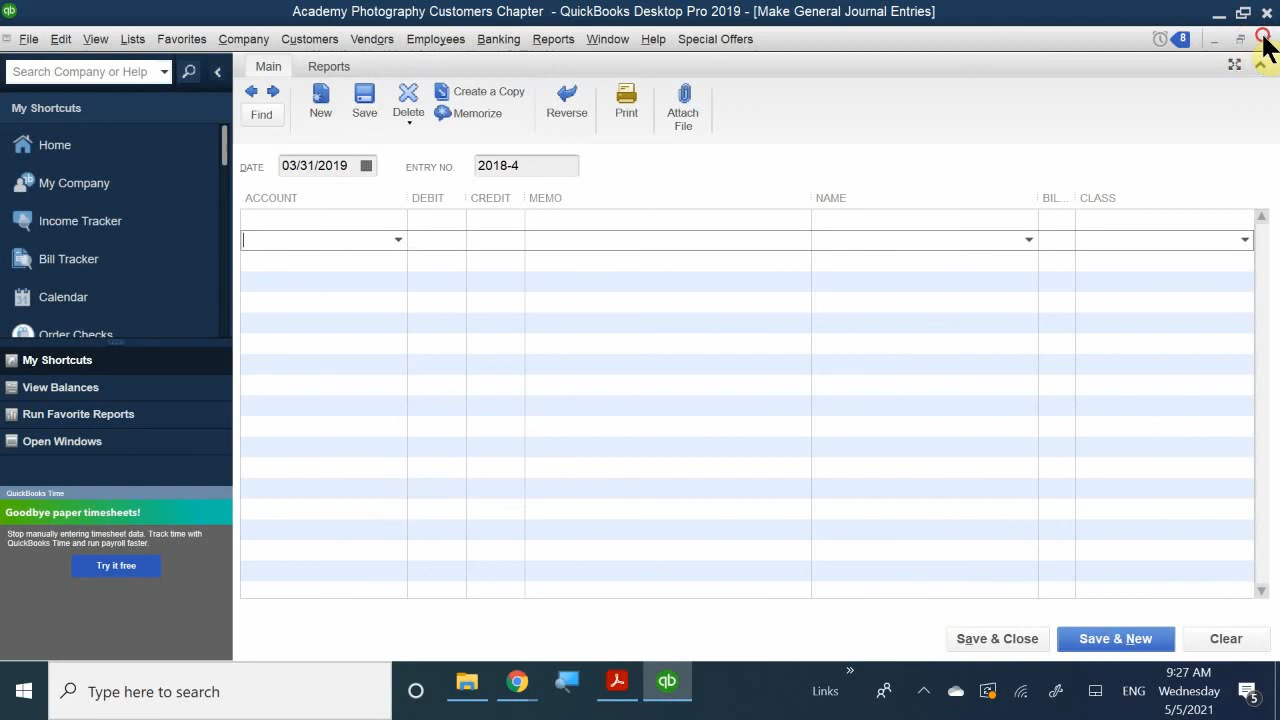 Academy Photography Customers Chapter - QuickBooks Desktop Pro 2019 - [Make General Journal Entries]
File Edit View Lists Favorites Company Customers Vendors Employees Banking Reports Window Help Special Offers 8
Search Company or Help
Main Reports
My Shortcuts
Home
My Company
Income Tracker
Bill Tracker
Calendar
Order Checks
My Shortcuts
View Balances
Run Favorite Reports
Open Windows
QuickBooks Time
Goodbye paper timesheets!
Stop manually entering timesheet data. Track time with
QuickBooks Time and run payroll faster.
Try it free
Find
New
Save
Delete
Create a Copy
Memorize
Reverse
Print
Attach
File
DATE 03/31/2019 ENTRY NO. 2018-4
ACCOUNT DEBIT CREDIT MEMO NAME BIL... CLASS
Save & Close Save & New Clear
Type here to search
Links
ENG
9:27 AM
Wednesday
5/5/2021
5